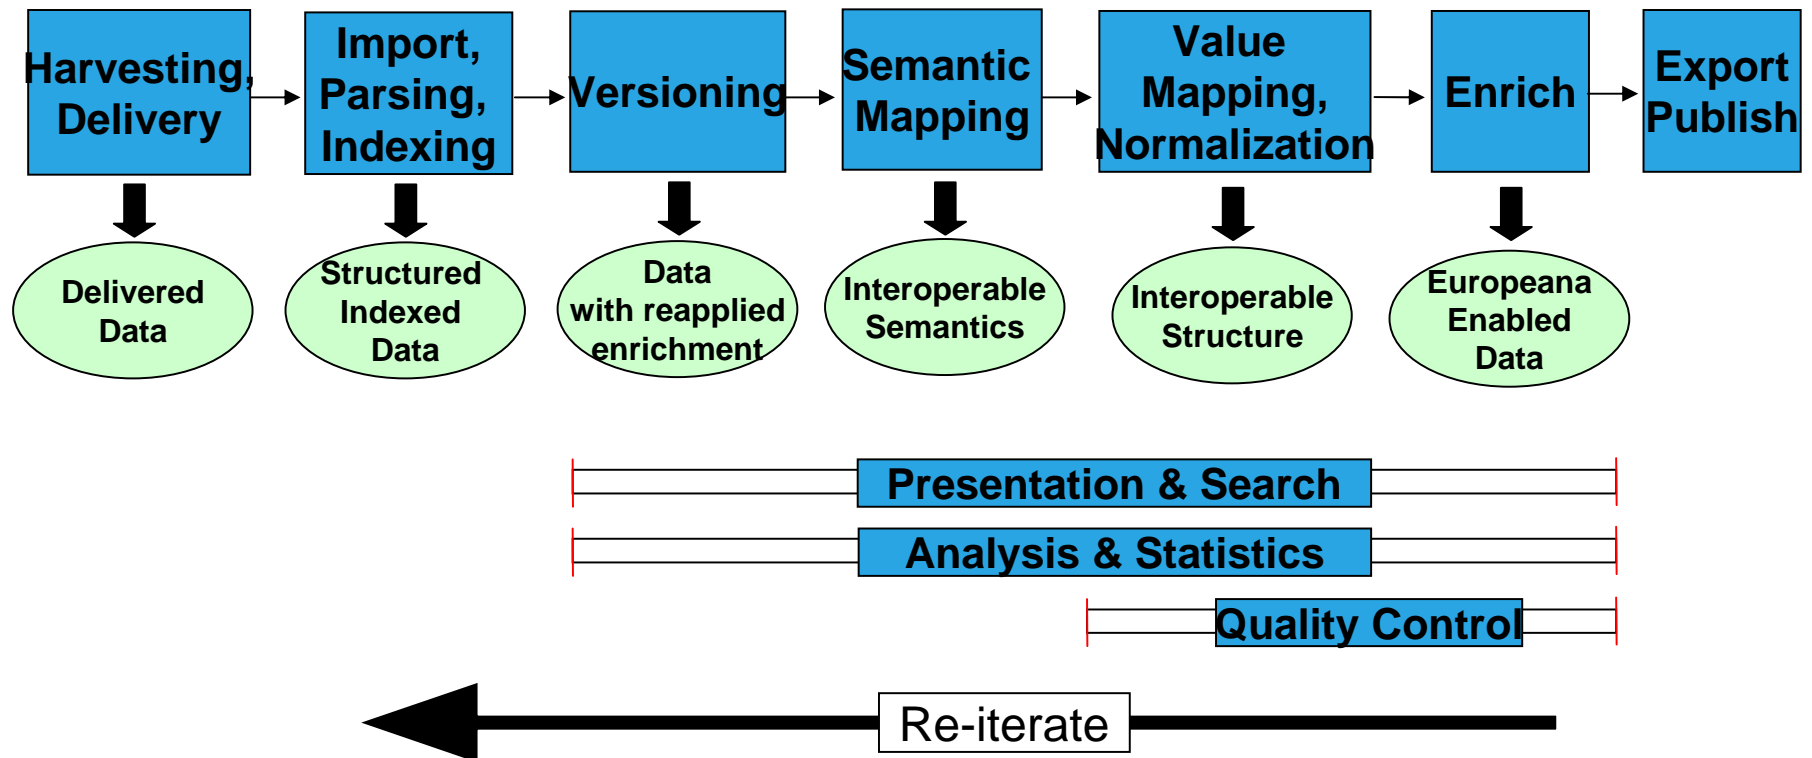 Harvesting,
Delivery
Import,
Parsing,
Indexing
Versioning
Semantic
Mapping
Value
Mapping,
Normalization
Enrich
Export
Publish
Delivered
Data
Structured
Indexed
Data
Data
with reapplied
enrichment
Interoperable
Semantics
Interoperable
Structure
Europeana
Enabled
Data
Presentation & Search
Analysis & Statistics
Quality Control
Re-iterate